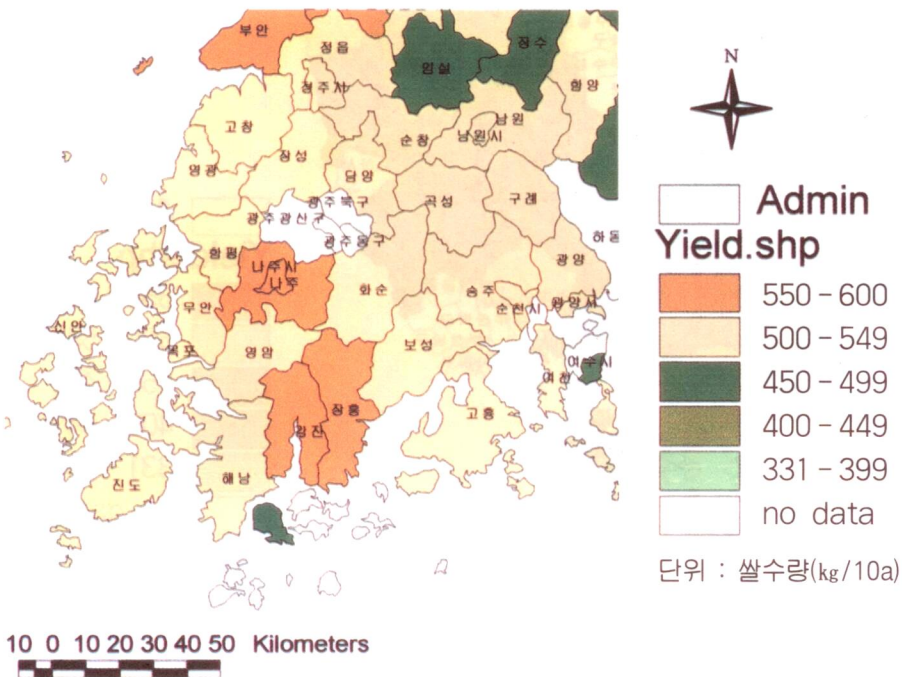 부안
정읍
임실
장수
함양
정주시
고창
순창
남원
남원시
장성
영광
담양
곡성
구례
광주북구
광주광산구
광주동구
하동
함평
나주시
나주
화순
승주
순천시
광양
광양시
무안
신안
목포
영암
보성
여수시
여천
장흥
강진
고흥
해남
진도
N
Admin
Yield.shp
550 - 600
500 - 549
450 - 499
400 - 449
331 - 399
no data
단위 : 쌀수량(kg/10a)
10 0 10 20 30 40 50 Kilometers